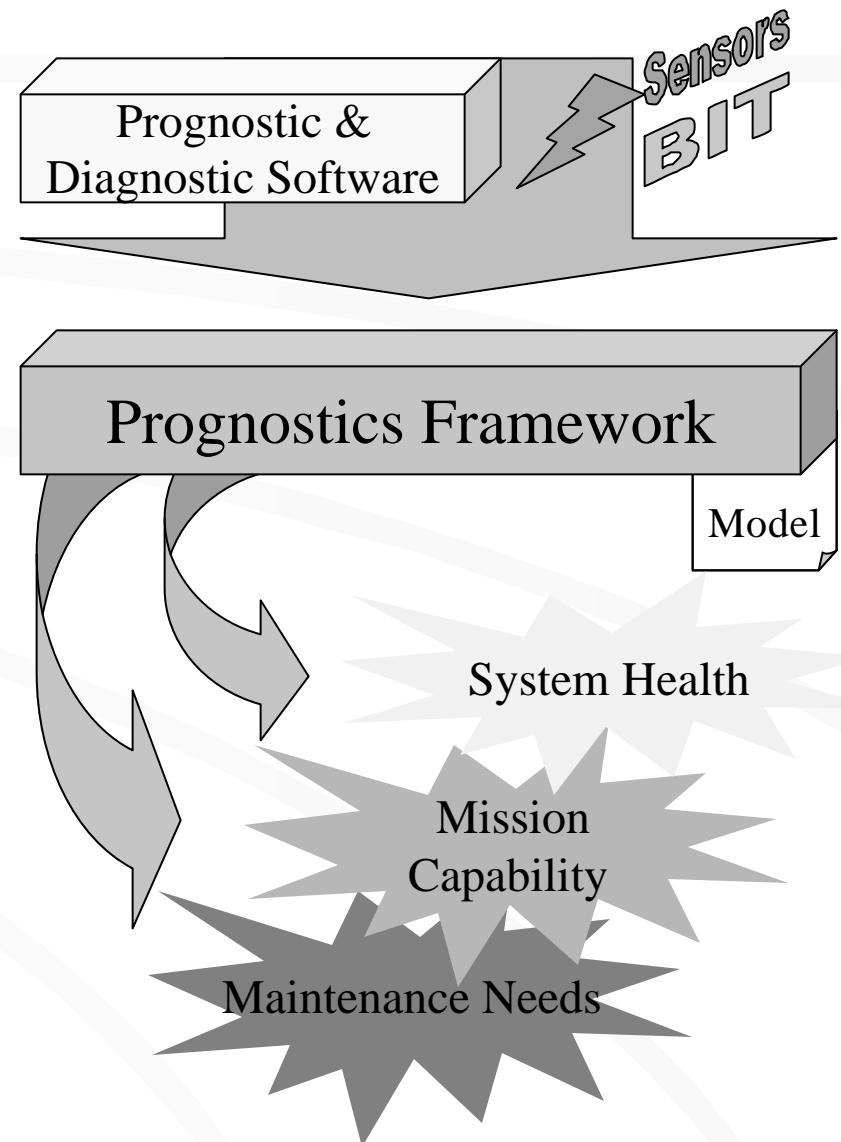 Sensors
BIT
Prognostic &
Diagnostic Software
Prognostics Framework
Model
System Health
Mission
Capability
Maintenance Needs